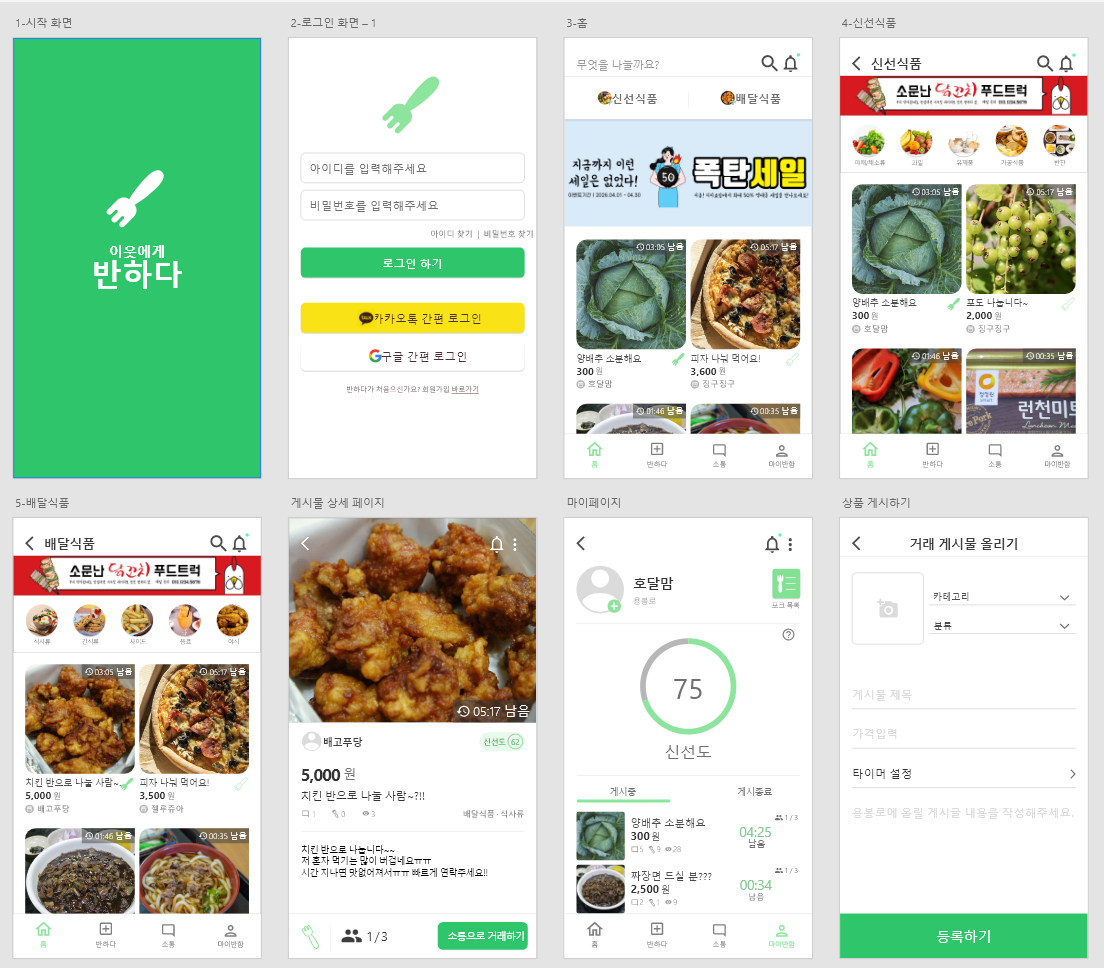 1-시작 화면
이웃에게
반하다
2-로그인 화면 – 1
아이디를 입력해주세요
비밀번호를 입력해주세요
아이디 찾기 | 비밀번호 찾기
로그인 하기
카카오톡 간편 로그인
구글 간편 로그인
반하다가 처음으신가요? 회원가입 바로가기
3-홈
무엇을 나눌까요?
신선식품
배달식품
지금까지 이런
세일은 없었다!
50
폭탄세일
이벤트기간 | 2026.04.01 - 04.30
03:05 남음
05:17 남음
양배추 소분해요
피자 나눠 먹어요!
300 원
3,600 원
호달맘
징구징구
01:46 남음
00:35 남음
홈
반하다
소통
마이반함
4-신선식품
신선식품
소문난 닭꼬치 푸드트럭
야채/채소류
과일
유제품
가공식품
반찬
03:05 남음
05:17 남음
양배추 소분해요
포도 나눕니다~
300 원
2,000 원
호달맘
징구징구
01:46 남음
00:35 남음
청정원
런천미트
Luncheon
홈
반하다
소통
마이반함
5-배달식품
배달식품
소문난 닭꼬치 푸드트럭
식사류
간식류
사이드
음료
야식
03:05 남음
05:17 남음
치킨 반으로 나눌 사람~
피자 나눠 먹어요!
5,000 원
3,500 원
배고푸당
젤루쥬아
01:46 남음
00:35 남음
홈
반하다
소통
마이반함
게시물 상세 페이지
05:17 남음
배고푸당
신선도 62
5,000 원
치킨 반으로 나눌 사람~?!!
1 0 3
배달식품 · 식사류
치킨 반으로 나눕니다~~
저 혼자 먹기는 많이 버겁네요ㅠㅠ
시간 지나면 맛없어져서ㅠㅠ 빠르게 연락주세요!!
1/3
소통으로 거래하기
마이페이지
호달맘
용봉로
포크 목록
75
신선도
게시중
게시종료
양배추 소분해요
300 원
5 9 28
1 / 3
04:25
남음
짜장면 드실 분???
2,500 원
2 1 9
1 / 3
00:34
남음
홈
반하다
소통
마이반함
상품 게시하기
거래 게시물 올리기
카테고리
분류
게시물 제목
가격입력
타이머 설정
용봉로에 올릴 게시글 내용을 작성해주세요.
등록하기